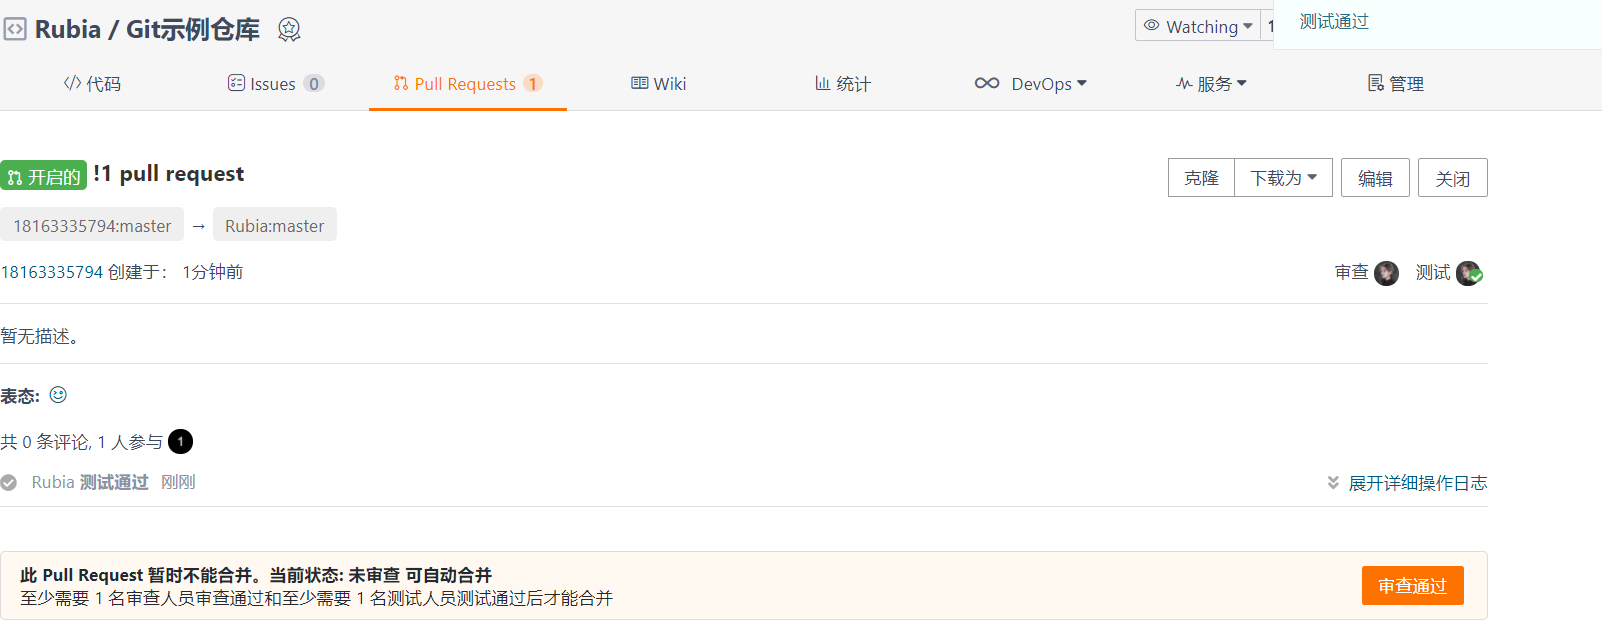 Rubia / Git示例仓库
Watching
1
测试通过
代码
Issues 0
Pull Requests 1
Wiki
统计
DevOps
服务
管理
开启的 !1 pull request
克隆
下载为
编辑
关闭
18163335794:master → Rubia:master
18163335794 创建于： 1分钟前
审查
测试
暂无描述。
表态:
共 0 条评论, 1 人参与 1
Rubia 测试通过 刚刚
展开详细操作日志
此 Pull Request 暂时不能合并。当前状态: 未审查 可自动合并
至少需要 1 名审查人员审查通过和至少需要 1 名测试人员测试通过后才能合并
审查通过